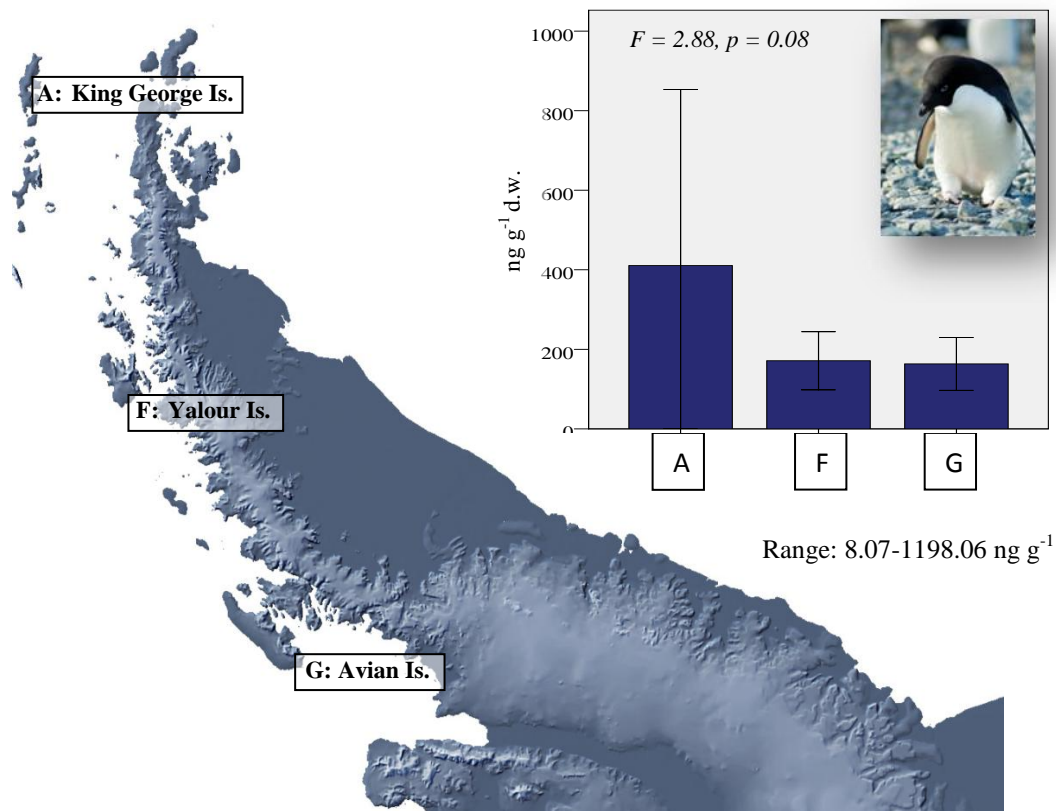 A: King George Is.
F: Yalour Is.
G: Avian Is.
F = 2.88, p = 0.08
ng g-1 d.w.
1000
800
600
400
200
0
A F G
Range: 8.07-1198.06 ng g-1